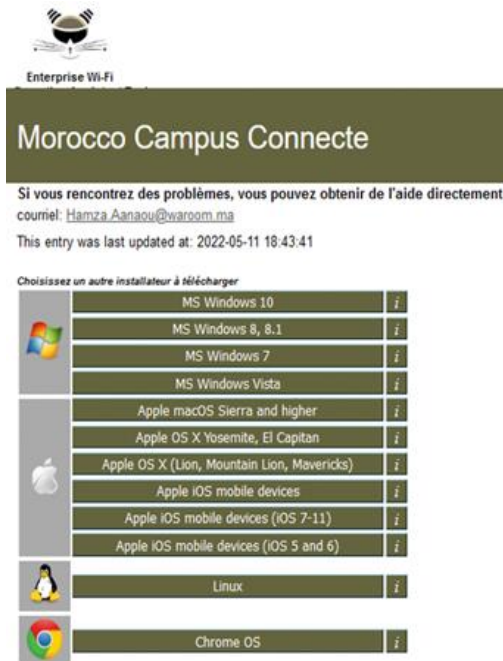 Enterprise Wi-Fi
Morocco Campus Connecte
Si vous rencontrez des problèmes, vous pouvez obtenir de l'aide directement
courriel: Hamza.Aanaou@waroom.ma
This entry was last updated at: 2022-05-11 18:43:41
Choisissez un autre installateur à télécharger
MS Windows 10 i
MS Windows 8, 8.1 i
MS Windows 7 i
MS Windows Vista i
Apple macOS Sierra and higher i
Apple OS X Yosemite, El Capitan i
Apple OS X (Lion, Mountain Lion, Mavericks) i
Apple iOS mobile devices i
Apple iOS mobile devices (iOS 7-11) i
Apple iOS mobile devices (iOS 5 and 6) i
Linux i
Chrome OS i